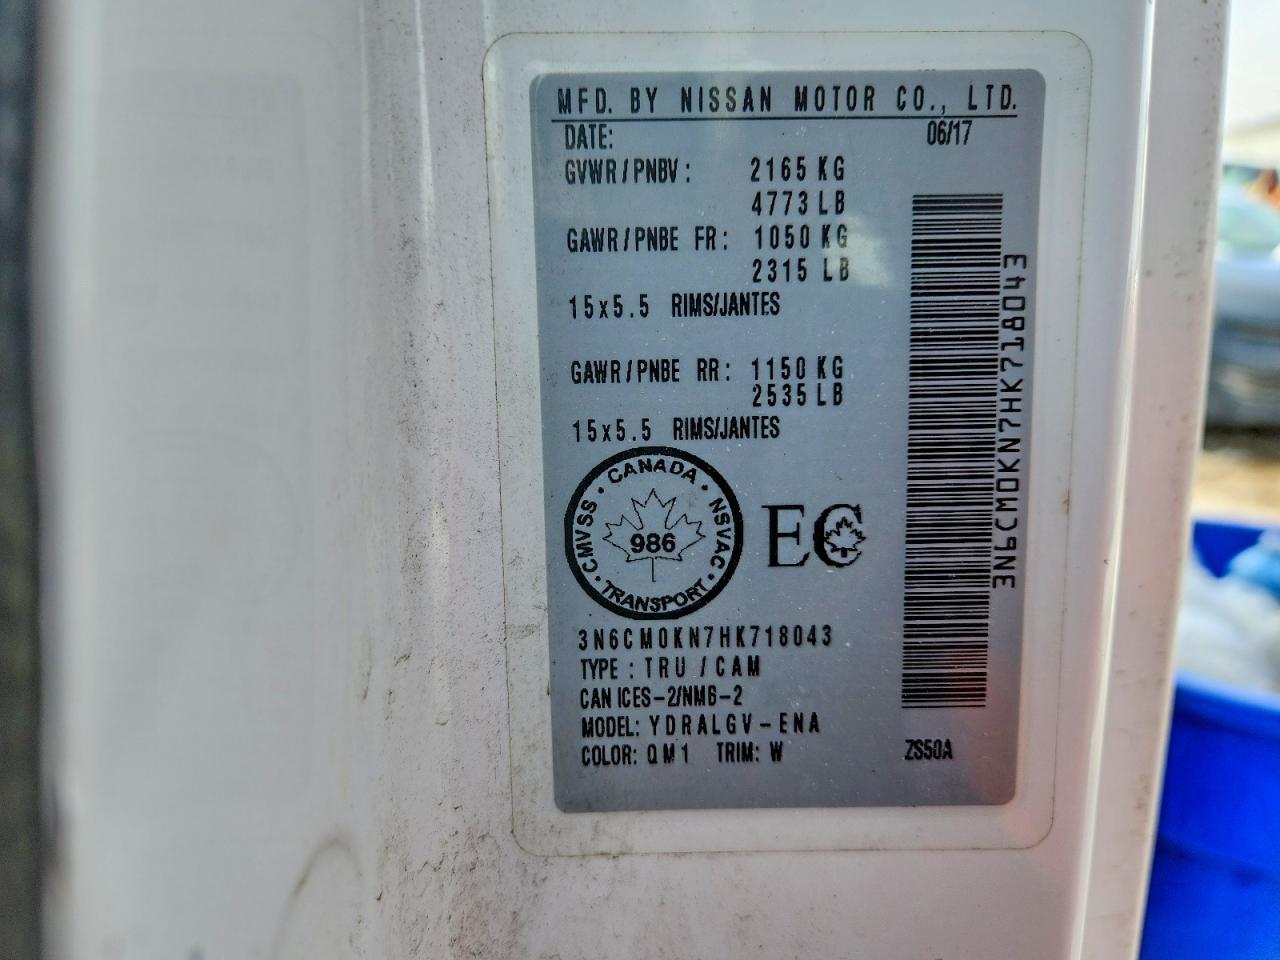 MFD. BY NISSAN MOTOR CO., LTD.
DATE: 06/17
GVWR/PNBV: 2165 KG
4773 LB
GAWR/PNBE FR: 1050 KG
2315 LB
15x5.5 RIMS/JANTES
GAWR/PNBE RR: 1150 KG
2535 LB
15x5.5 RIMS/JANTES
CANADA · NSVAC · TRANSPORT · CMVSS ·
986
EC
3N6CM0KN7HK718043
TYPE: TRU/CAM
CAN ICES-2/NMB-2
MODEL: YDRALGV-ENA
COLOR: QM1 TRIM: W ZS50A
3N6CM0KN7HK718043